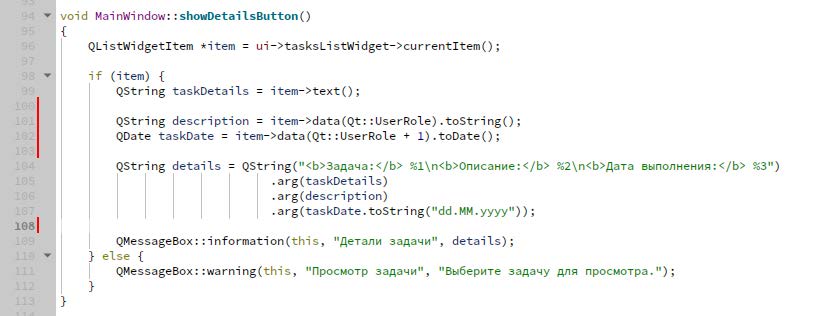 93
94 void MainWindow::showDetailsButton()
95 {
96     QListWidgetItem *item = ui->tasksListWidget->currentItem();
97
98     if (item) {
99         QString taskDetails = item->text();
100
101         QString description = item->data(Qt::UserRole).toString();
102         QDate taskDate = item->data(Qt::UserRole + 1).toDate();
103
104         QString details = QString("<b>Задача:</b> %1\n<b>Описание:</b> %2\n<b>Дата выполнения:</b> %3")
105                               .arg(taskDetails)
106                               .arg(description)
107                               .arg(taskDate.toString("dd.MM.yyyy"));
108
109         QMessageBox::information(this, "Детали задачи", details);
110     } else {
111         QMessageBox::warning(this, "Просмотр задачи", "Выберите задачу для просмотра.");
112     }
113 }